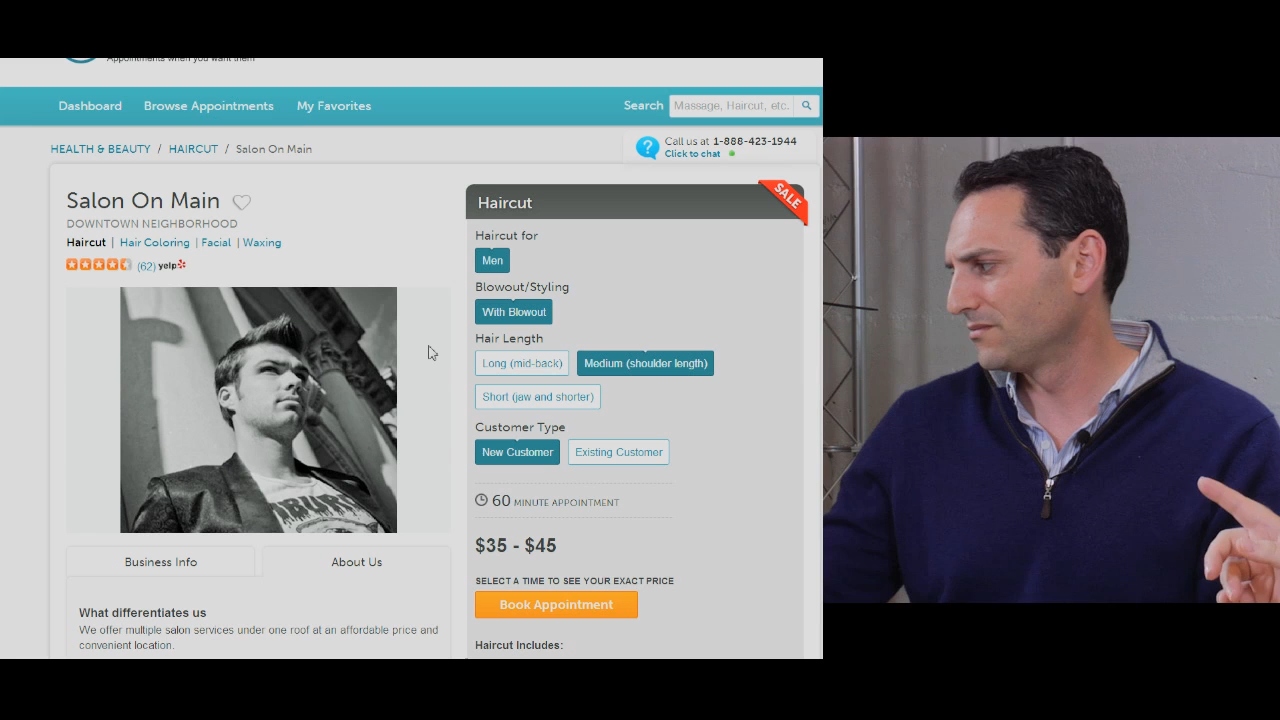 Appointments when you want them
Dashboard Browse Appointments My Favorites Search Massage, Haircut, etc.
HEALTH & BEAUTY / HAIRCUT / Salon On Main
Call us at 1-888-423-1944
Click to chat
Salon On Main
DOWNTOWN NEIGHBORHOOD
Haircut | Hair Coloring | Facial | Waxing
(62) yelp
Haircut
SALE
Haircut for
Men
Blowout/Styling
With Blowout
Hair Length
Long (mid-back) Medium (shoulder length)
Short (jaw and shorter)
Customer Type
New Customer Existing Customer
60 MINUTE APPOINTMENT
$35 - $45
SELECT A TIME TO SEE YOUR EXACT PRICE
Book Appointment
Haircut Includes:
Business Info About Us
What differentiates us
We offer multiple salon services under one roof at an affordable price and
convenient location.